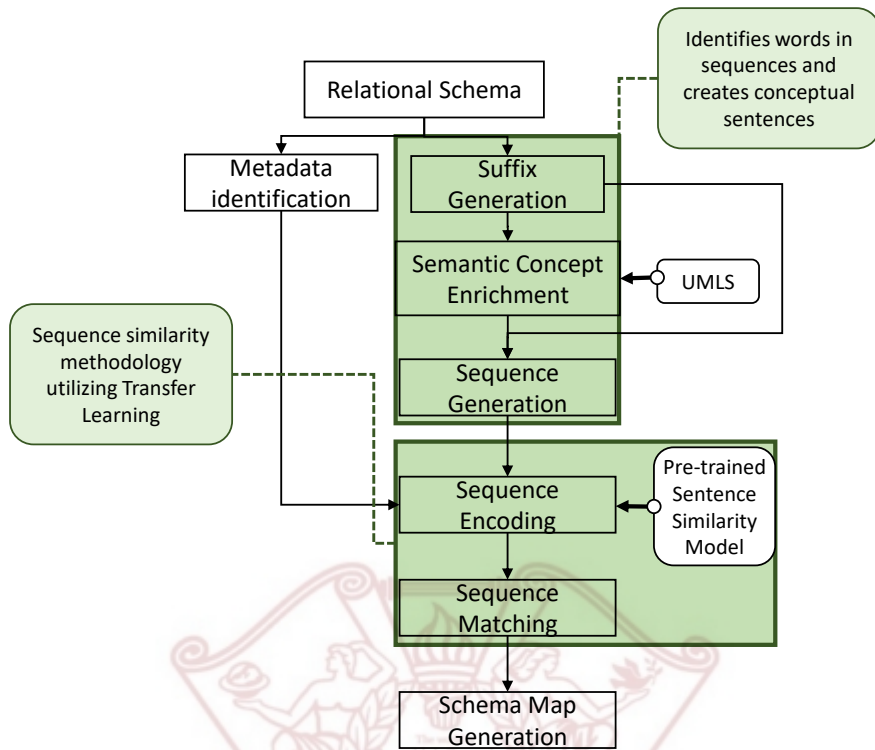 Identifies words in
sequences and
creates conceptual
sentences
Relational Schema
Metadata
identification
Suffix
Generation
Semantic Concept
Enrichment
UMLS
Sequence similarity
methodology
utilizing Transfer
Learning
Sequence
Generation
Pre-trained
Sentence
Similarity
Model
Sequence
Encoding
Sequence
Matching
Schema Map
Generation